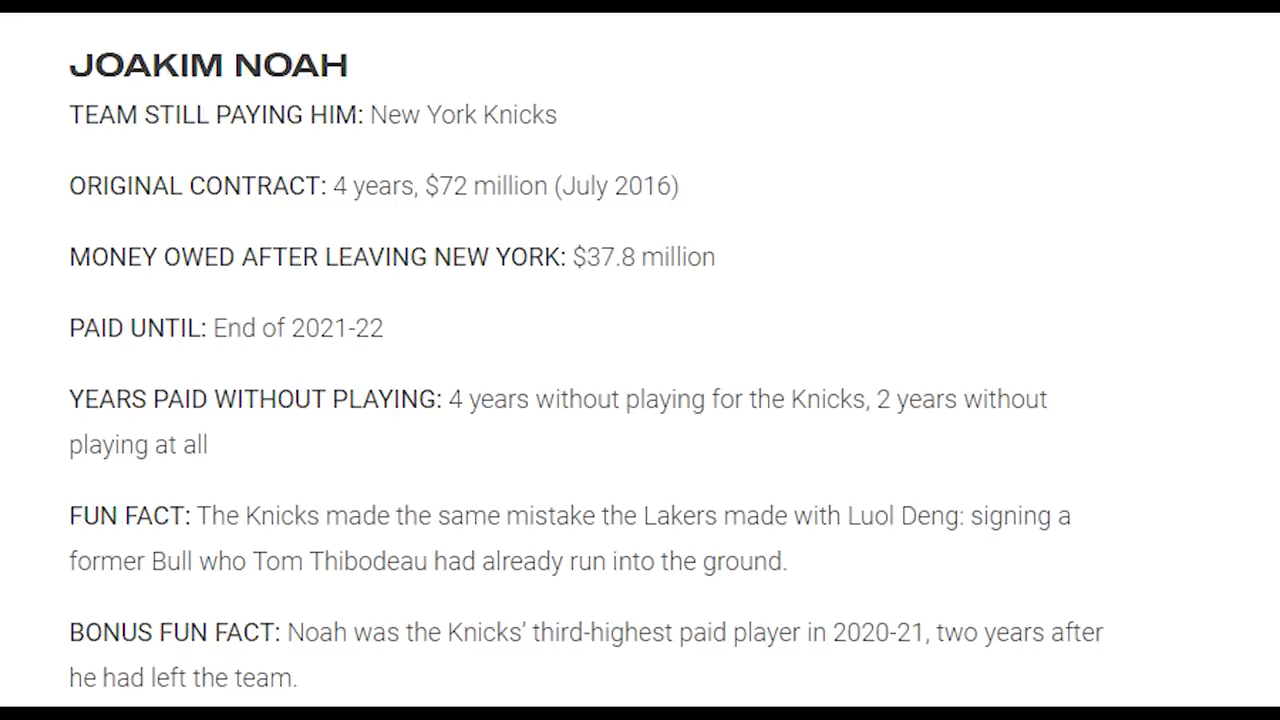 JOAKIM NOAH
TEAM STILL PAYING HIM: New York Knicks
ORIGINAL CONTRACT: 4 years, $72 million (July 2016)
MONEY OWED AFTER LEAVING NEW YORK: $37.8 million
PAID UNTIL: End of 2021-22
YEARS PAID WITHOUT PLAYING: 4 years without playing for the Knicks, 2 years without
playing at all
FUN FACT: The Knicks made the same mistake the Lakers made with Luol Deng: signing a
former Bull who Tom Thibodeau had already run into the ground.
BONUS FUN FACT: Noah was the Knicks’ third-highest paid player in 2020-21, two years after
he had left the team.